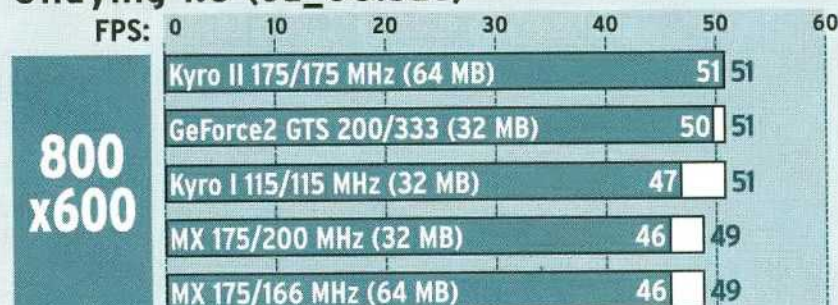 FPS: 0 10 20 30 40 50 60
800
x600
Kyro II 175/175 MHz (64 MB) 51 51
GeForce2 GTS 200/333 (32 MB) 50 51
Kyro I 115/115 MHz (32 MB) 47 51
MX 175/200 MHz (32 MB) 46 49
MX 175/166 MHz (64 MB) 46 49